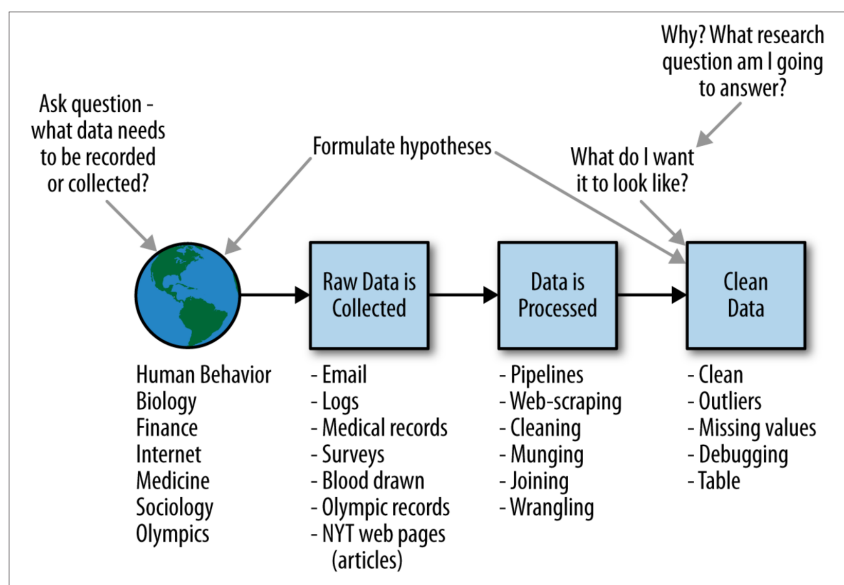 Why? What research
question am I going
to answer?
Ask question -
what data needs
to be recorded
or collected?
Formulate hypotheses
What do I want
it to look like?
Raw Data is
Collected
Data is
Processed
Clean
Data
Human Behavior
Biology
Finance
Internet
Medicine
Sociology
Olympics
- Email
- Logs
- Medical records
- Surveys
- Blood drawn
- Olympic records
- NYT web pages
(articles)
- Pipelines
- Web-scraping
- Cleaning
- Munging
- Joining
- Wrangling
- Clean
- Outliers
- Missing values
- Debugging
- Table